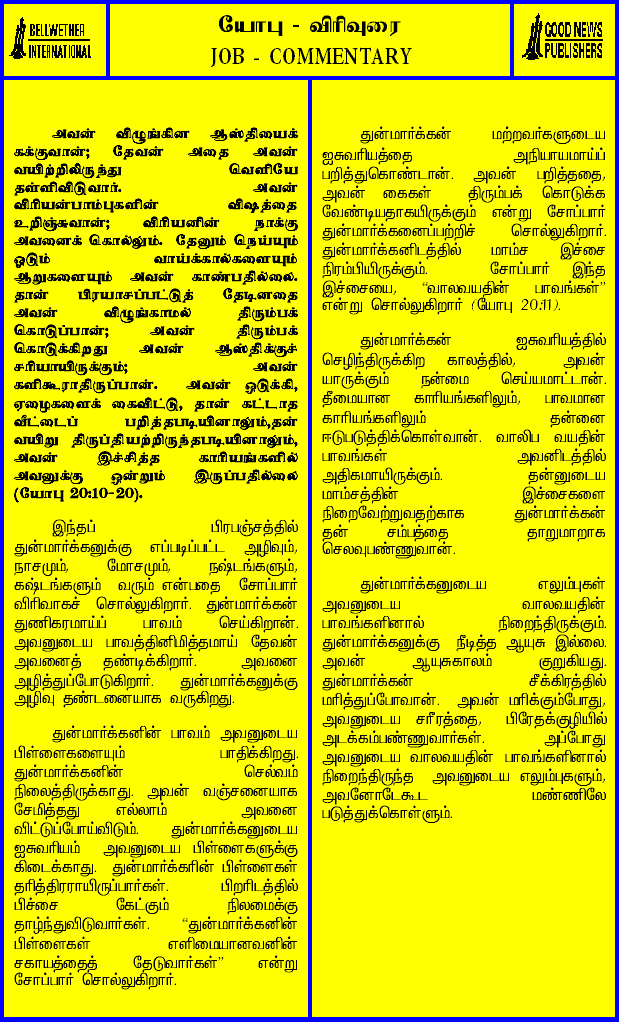 BELLWETHER
INTERNATIONAL
யோபு - விரிவுரை
JOB - COMMENTARY
GOOD NEWS
PUBLISHERS
அவன் விழுங்கின ஆஸ்தியைக்
கக்குவான்; தேவன் அதை அவன்
வயிற்றிலிருந்து வெளியே
தள்ளிவிடுவார். அவன்
விரியன்பாம்புகளின் விஷத்தை
உறிஞ்சுவான்; விரியனின் நாக்கு
அவனைக் கொல்லும். தேனும் நெய்யும்
ஓடும் வாய்க்கால்களையும்
ஆறுகளையும் அவன் காண்பதில்லை.
தான் பிரயாசப்பட்டுத் தேடினதை
அவன் விழுங்காமல் திரும்பக்
கொடுப்பான்; அவன் திரும்பக்
கொடுக்கிறது அவன் ஆஸ்திக்குச்
சரியாயிருக்கும்; அவன்
களிகூராதிருப்பான். அவன் ஒடுக்கி,
ஏழைகளைக் கைவிட்டு, தான் கட்டாத
வீட்டைப் பறித்தபடியினாலும்,தன்
வயிறு திருப்தியற்றிருந்தபடியினாலும்,
அவன் இச்சித்த காரியங்களில்
அவனுக்கு ஒன்றும் இருப்பதில்லை
(யோபு 20:10-20).
இந்தப் பிரபஞ்சத்தில்
துன்மார்க்கனுக்கு எப்படிப்பட்ட அழிவும்,
நாசமும், மோசமும், நஷ்டங்களும்,
கஷ்டங்களும் வரும் என்பதை சோப்பார்
விரிவாகச் சொல்லுகிறார். துன்மார்க்கன்
துணிகரமாய்ப் பாவம் செய்கிறான்.
அவனுடைய பாவத்தினிமித்தமாய் தேவன்
அவனைத் தண்டிக்கிறார். அவனை
அழித்துப்போடுகிறார். துன்மார்க்கனுக்கு
அழிவு தண்டனையாக வருகிறது.
துன்மார்க்கனின் பாவம் அவனுடைய
பிள்ளைகளையும் பாதிக்கிறது.
துன்மார்க்கனின் செல்வம்
நிலைத்திருக்காது. அவன் வஞ்சனையாக
சேமித்தது எல்லாம் அவனை
விட்டுப்போய்விடும். துன்மார்க்கனுடைய
ஐசுவரியம் அவனுடைய பிள்ளைகளுக்கு
கிடைக்காது. துன்மார்க்கரின் பிள்ளைகள்
தரித்திரராயிருப்பார்கள். பிறரிடத்தில்
பிச்சை கேட்கும் நிலமைக்கு
தாழ்ந்துவிடுவார்கள். “துன்மார்க்கனின்
பிள்ளைகள் எளிமையானவனின்
சகாயத்தைத் தேடுவார்கள்” என்று
சோப்பார் சொல்லுகிறார்.
துன்மார்க்கன் மற்றவர்களுடைய
ஐசுவரியத்தை அநியாயமாய்ப்
பறித்துகொண்டான். அவன் பறித்ததை,
அவன் கைகள் திரும்பக் கொடுக்க
வேண்டியதாகயிருக்கும் என்று சோப்பார்
துன்மார்க்கனைப்பற்றிச் சொல்லுகிறார்.
துன்மார்க்கனிடத்தில் மாம்ச இச்சை
நிரம்பியிருக்கும். சோப்பார் இந்த
இச்சையை, “வாலவயதின் பாவங்கள்”
என்று சொல்லுகிறார் (யோபு 20:11).
துன்மார்க்கன் ஐசுவரியத்தில்
செழிந்திருக்கிற காலத்தில், அவன்
யாருக்கும் நன்மை செய்யமாட்டான்.
தீமையான காரியங்களிலும், பாவமான
காரியங்களிலும் தன்னை
ஈடுபடுத்திக்கொள்வான். வாலிப வயதின்
பாவங்கள் அவனிடத்தில்
அதிகமாயிருக்கும். தன்னுடைய
மாம்சத்தின் இச்சைகளை
நிறைவேற்றுவதற்காக துன்மார்க்கன்
தன் சம்பத்தை தாறுமாறாக
செலவுபண்ணுவான்.
துன்மார்க்கனுடைய எலும்புகள்
அவனுடைய வாலவயதின்
பாவங்களினால் நிறைந்திருக்கும்.
துன்மார்க்கனுக்கு நீடித்த ஆயுசு இல்லை.
அவன் ஆயுசுகாலம் குறுகியது.
துன்மார்க்கன் சீக்கிரத்தில்
மரித்துப்போவான். அவன் மரிக்கும்போது,
அவனுடைய சரீரத்தை, பிரேதக்குழியில்
அடக்கம்பண்ணுவார்கள். அப்போது
அவனுடைய வாலவயதின் பாவங்களினால்
நிறைந்திருந்த அவனுடைய எலும்புகளும்,
அவனோடேகூட மண்ணிலே
படுத்துக்கொள்ளும்.